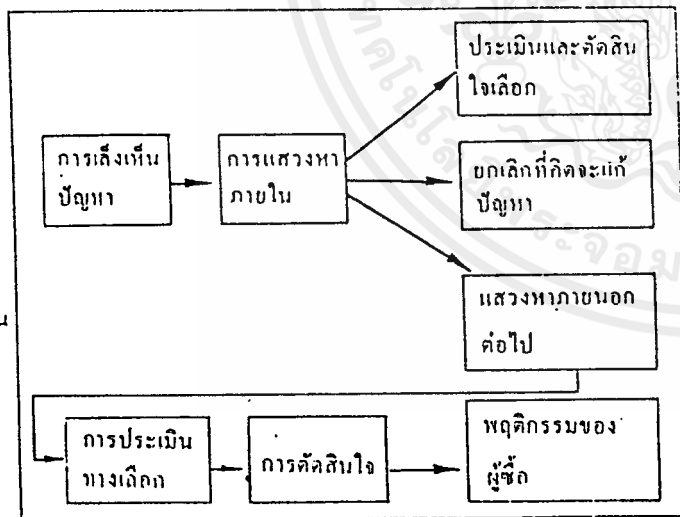 ประเมินและตัดสิน
ใจเลือก
การเล็งเห็น
ปัญหา
การแสวงหา
ภายใน
ยกเลิกที่คิดจะแก้
ปัญหา
แสวงหาภายนอก
ต่อไป
น
การประเมิน
ทางเลือก
การตัดสินใจ
พฤติกรรมของ
ผู้ซื้อ